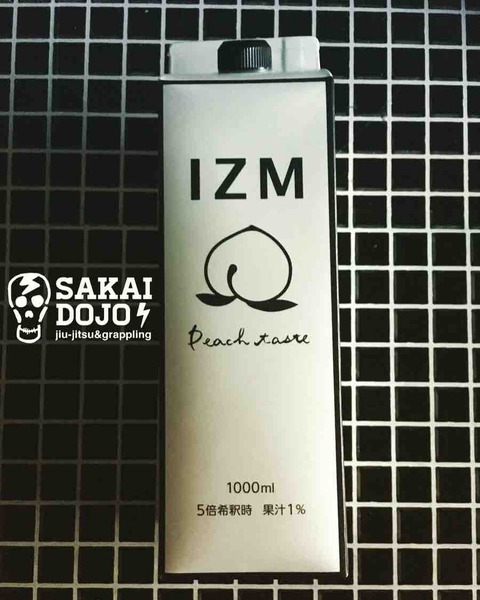 IZM
Peach taste
SAKAI
DOJO
jiu-jitsu&grappling
1000ml
5倍希釈時 果汁1%